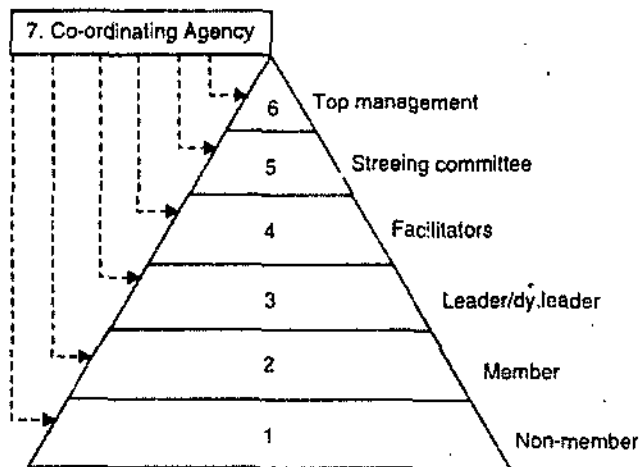 7. Co-ordinating Agency
6 Top management
5 Streeing committee
4 Facilitators
3 Leader/dy.leader
2 Member
1 Non-member